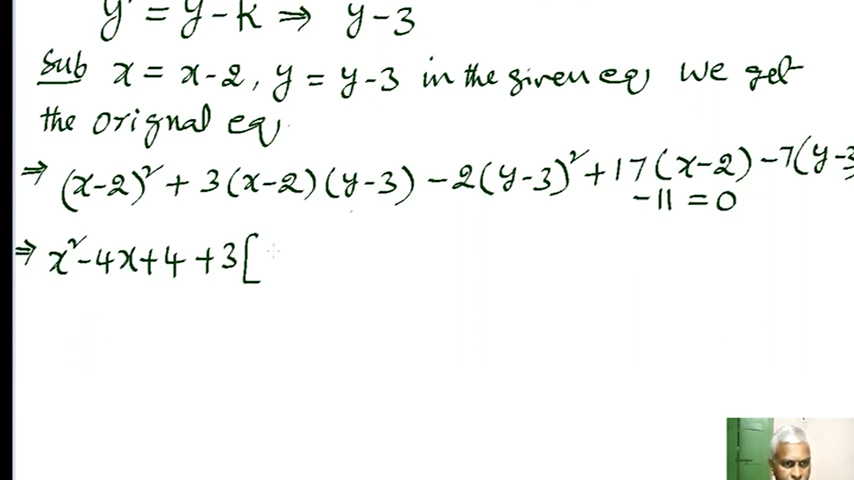 y' = y - k ⇒ y - 3
Sub x = x-2, y = y-3 in the given eq we get
the orignal eq
⇒ (x-2)² + 3(x-2)(y-3) - 2(y-3)² + 17(x-2) - 7(y-3
-11 = 0
⇒ x² - 4x + 4 + 3[